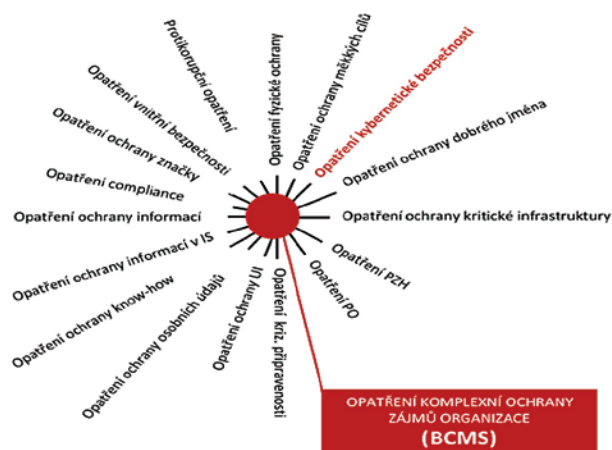 Protikorupční opatření
Opatření fyzické ochrany
Opatření ochrany měkkých cílů
Opatření kybernetické bezpečnosti
Opatření ochrany dobrého jména
Opatření ochrany kritické infrastruktury
Opatření PZH
Opatření PO
Opatření kriz. připravenosti
Opatření ochrany UI
Opatření ochrany osobních údajů
Opatření ochrany know-how
Opatření ochrany informací v IS
Opatření ochrany informací
Opatření compliance
Opatření ochrany značky
Opatření vnitřní bezpečnosti
OPATŘENÍ KOMPLEXNÍ OCHRANY
ZÁJMŮ ORGANIZACE
(BCMS)